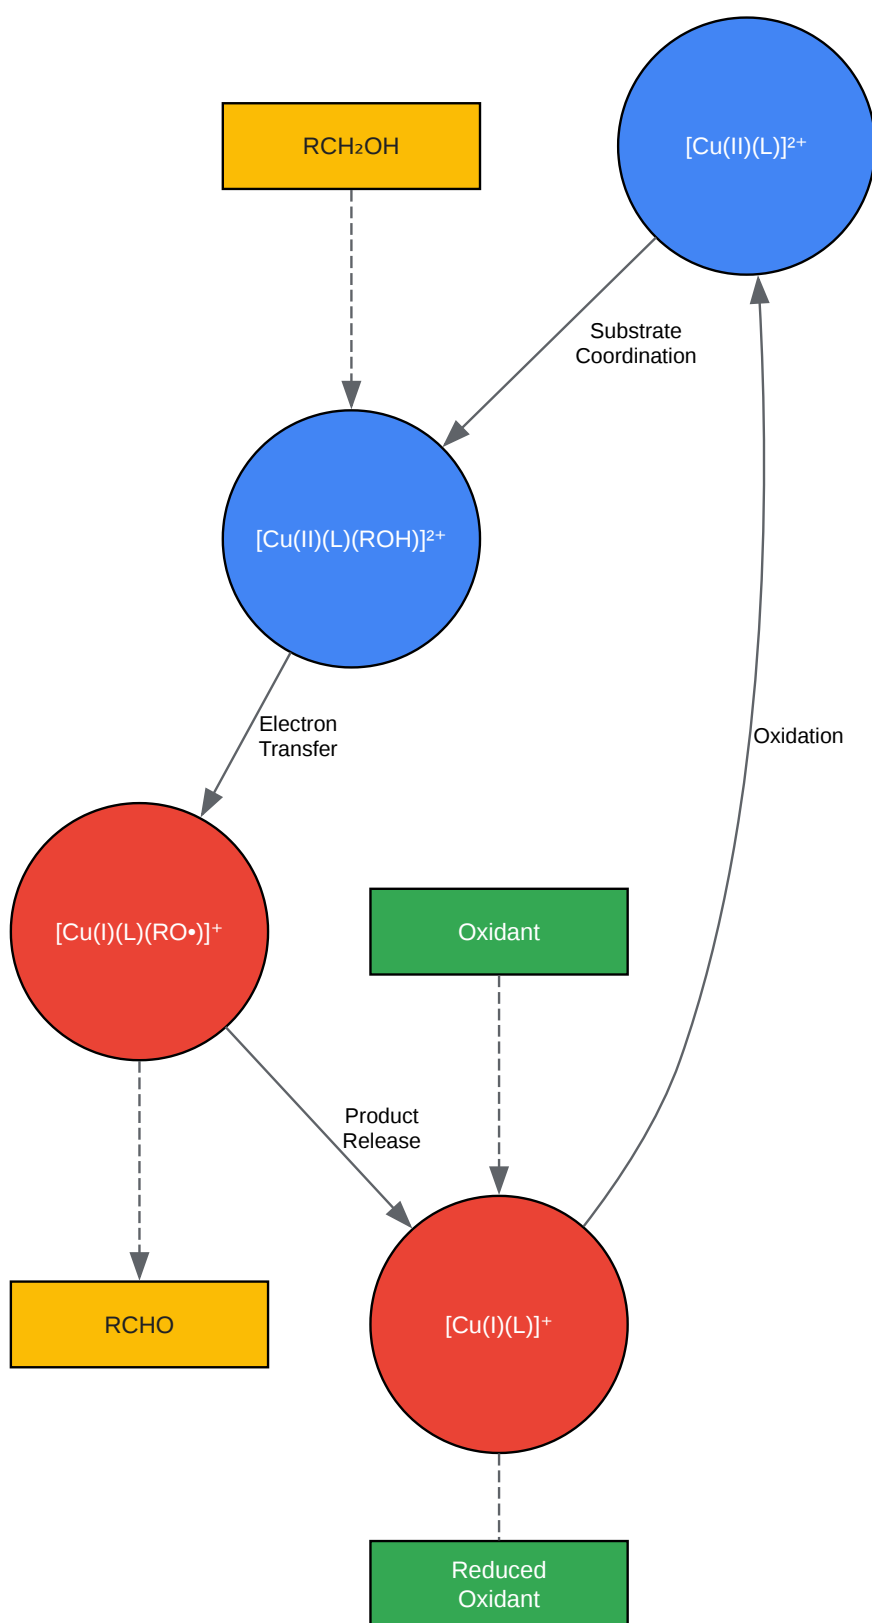 [Cu(II)(L)]²⁺
RCH₂OH
Substrate
Coordination
[Cu(II)(L)(ROH)]²⁺
Electron
Transfer
Oxidation
[Cu(I)(L)(RO•)]⁺
Oxidant
Product
Release
RCHO
[Cu(I)(L)]⁺
Reduced
Oxidant